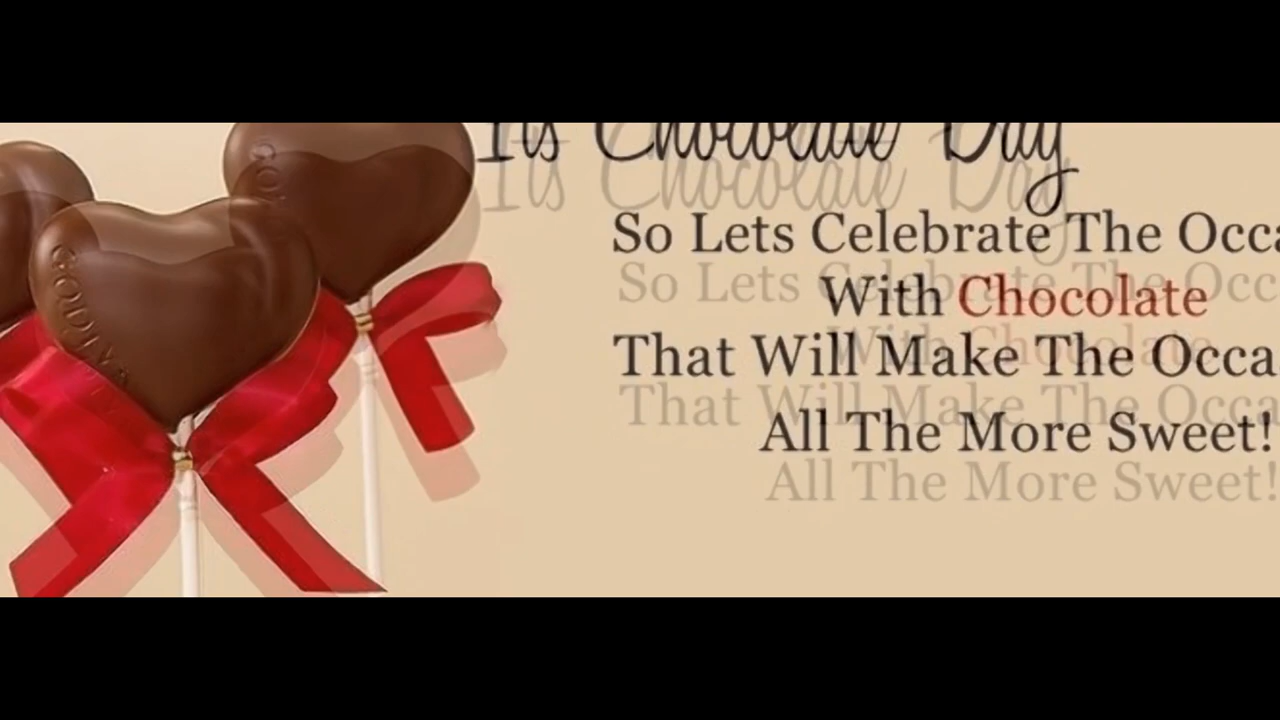 Its Chocolate Day
So Lets Celebrate The Occa
With Chocolate
That Will Make The Occa
All The More Sweet!
GODIVA